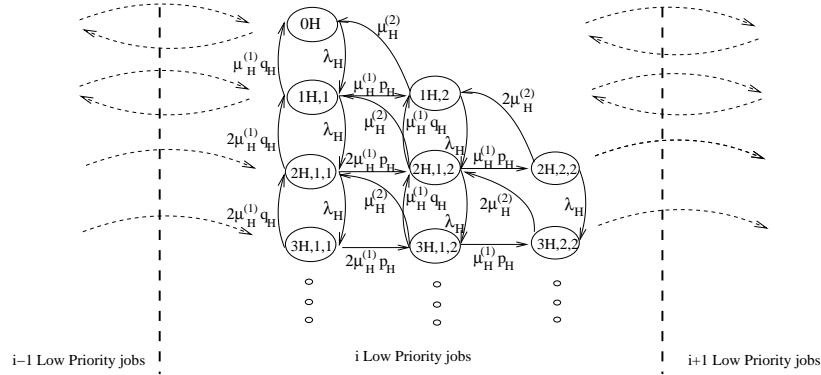 0H
μ_H^(2)
μ_H^(1) q_H
λ_H
1H,1
μ_H^(1) p_H
1H,2
2μ_H^(2)
2μ_H^(1) q_H
λ_H
μ_H^(2)
μ_H^(1) q_H
λ_H
2H,1,1
2μ_H^(1) p_H
2H,1,2
μ_H^(1) p_H
2H,2,2
2μ_H^(1) q_H
λ_H
μ_H^(2)
μ_H^(1) q_H
λ_H
2μ_H^(2)
λ_H
3H,1,1
2μ_H^(1) p_H
3H,1,2
μ_H^(1) p_H
3H,2,2
i−1 Low Priority jobs
i Low Priority jobs
i+1 Low Priority jobs